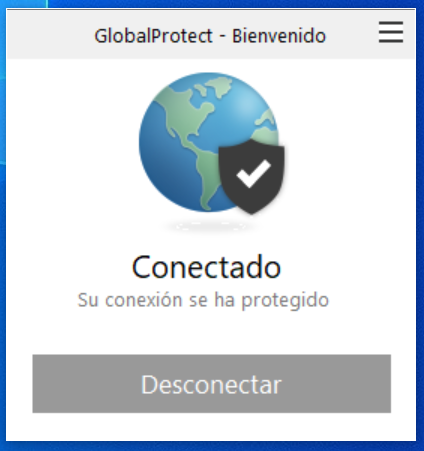 GlobalProtect - Bienvenido
Conectado
Su conexión se ha protegido
Desconectar